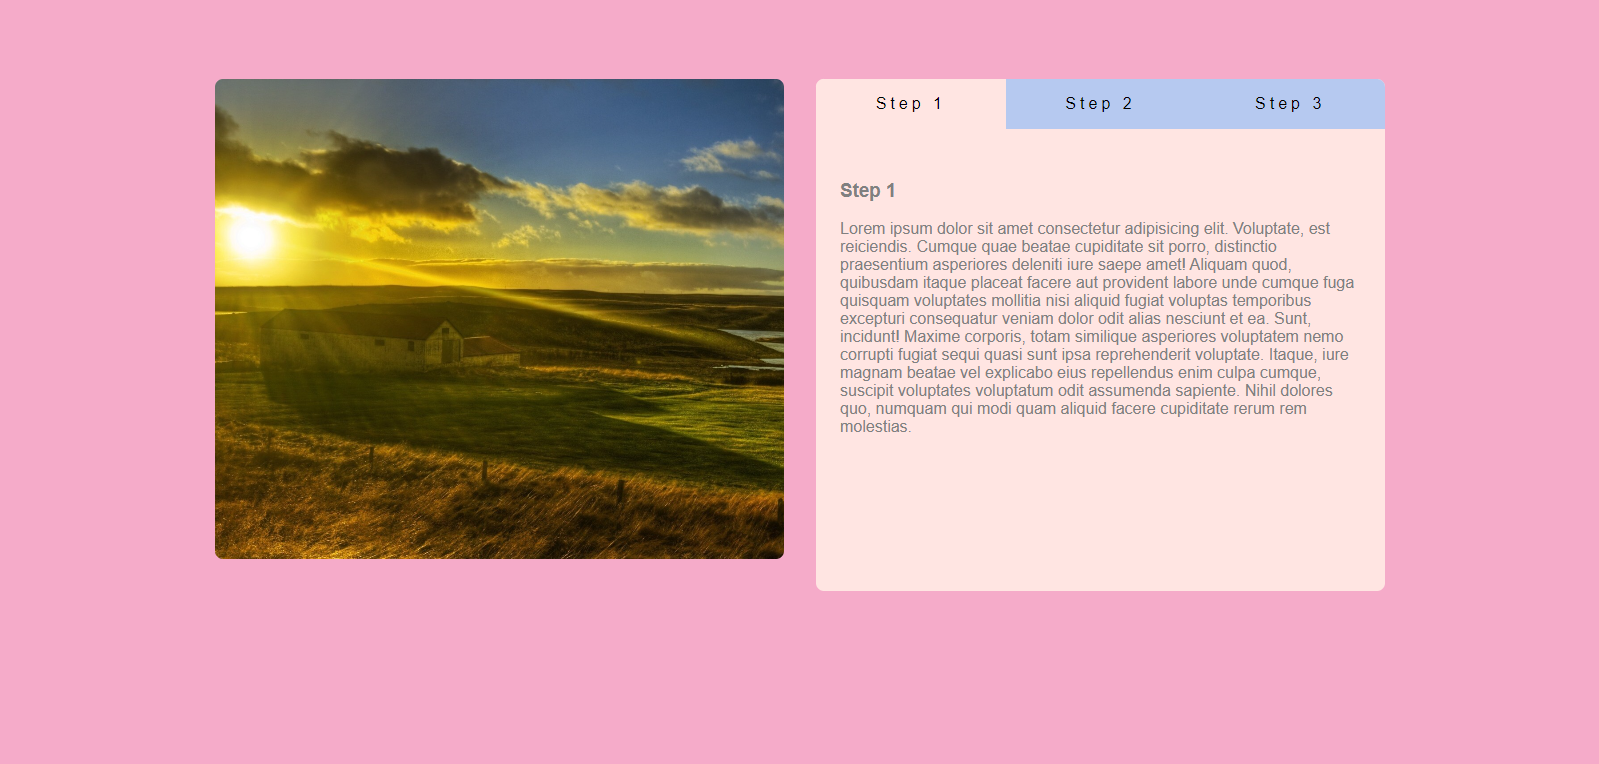 Step 1
Step 2
Step 3
Step 1
Lorem ipsum dolor sit amet consectetur adipisicing elit. Voluptate, est
reiciendis. Cumque quae beatae cupiditate sit porro, distinctio
praesentium asperiores deleniti iure saepe amet! Aliquam quod,
quibusdam itaque placeat facere aut provident labore unde cumque fuga
quisquam voluptates mollitia nisi aliquid fugiat voluptas temporibus
excepturi consequatur veniam dolor odit alias nesciunt et ea. Sunt,
incidunt! Maxime corporis, totam similique asperiores voluptatem nemo
corrupti fugiat sequi quasi sunt ipsa reprehenderit voluptate. Itaque, iure
magnam beatae vel explicabo eius repellendus enim culpa cumque,
suscipit voluptates voluptatum odit assumenda sapiente. Nihil dolores
quo, numquam qui modi quam aliquid facere cupiditate rerum rem
molestias.